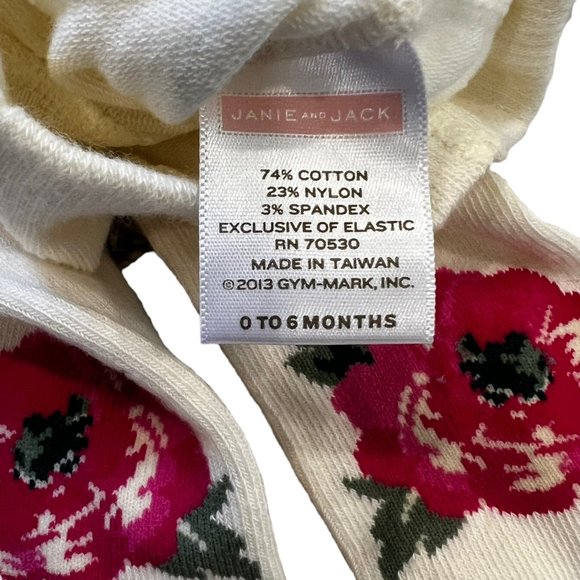 JANIE AND JACK
74% COTTON
23% NYLON
3% SPANDEX
EXCLUSIVE OF ELASTIC
RN 70530
MADE IN TAIWAN
©2013 GYM-MARK, INC.
0 TO 6 MONTHS